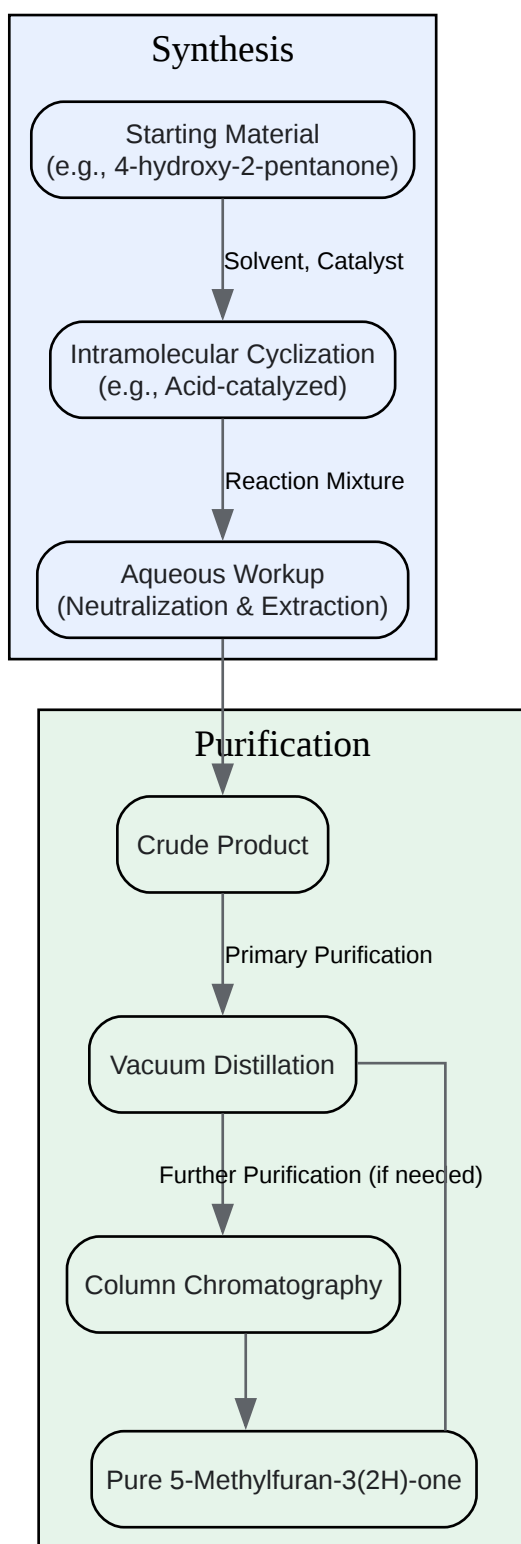 Synthesis
Starting Material
(e.g., 4-hydroxy-2-pentanone)
Solvent, Catalyst
Intramolecular Cyclization
(e.g., Acid-catalyzed)
Reaction Mixture
Aqueous Workup
(Neutralization & Extraction)
Purification
Crude Product
Primary Purification
Vacuum Distillation
Further Purification (if needed)
Column Chromatography
Pure 5-Methylfuran-3(2H)-one